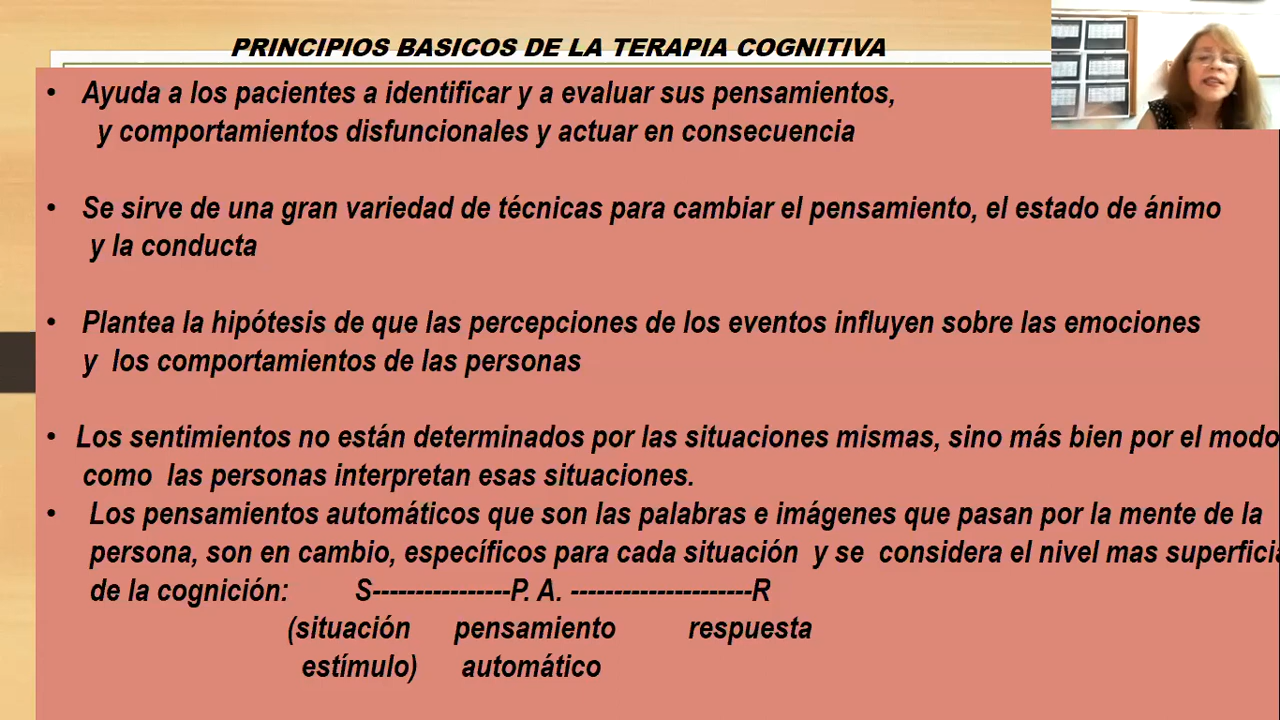 PRINCIPIOS BASICOS DE LA TERAPIA COGNITIVA
• Ayuda a los pacientes a identificar y a evaluar sus pensamientos,
y comportamientos disfuncionales y actuar en consecuencia
• Se sirve de una gran variedad de técnicas para cambiar el pensamiento, el estado de ánimo
y la conducta
• Plantea la hipótesis de que las percepciones de los eventos influyen sobre las emociones
y los comportamientos de las personas
• Los sentimientos no están determinados por las situaciones mismas, sino más bien por el modo
como las personas interpretan esas situaciones.
• Los pensamientos automáticos que son las palabras e imágenes que pasan por la mente de la
persona, son en cambio, específicos para cada situación y se considera el nivel mas superficia
de la cognición: S----------------P. A. ---------------------R
(situación pensamiento respuesta
estímulo) automático